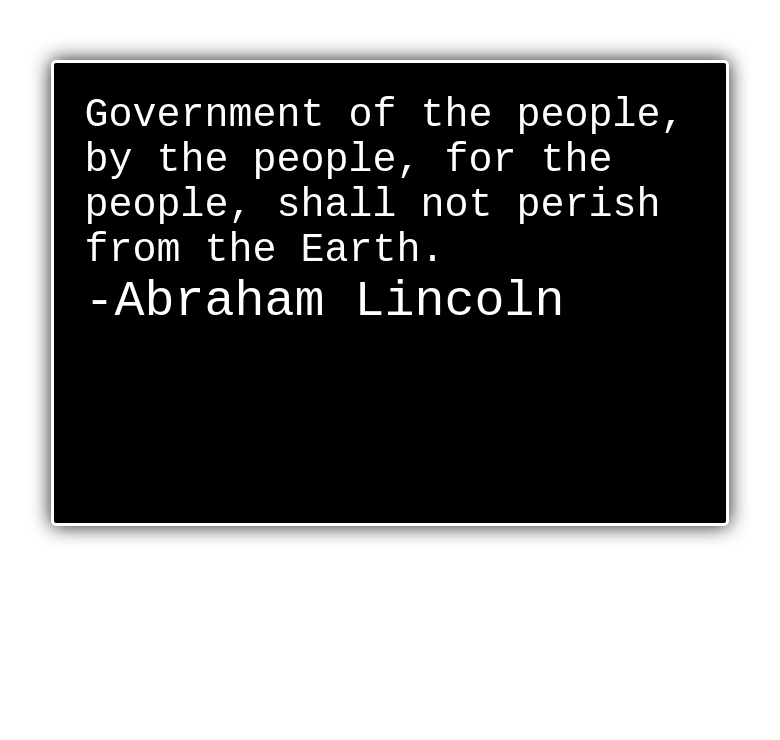 Government of the people,
by the people, for the
people, shall not perish
from the Earth.
-Abraham Lincoln